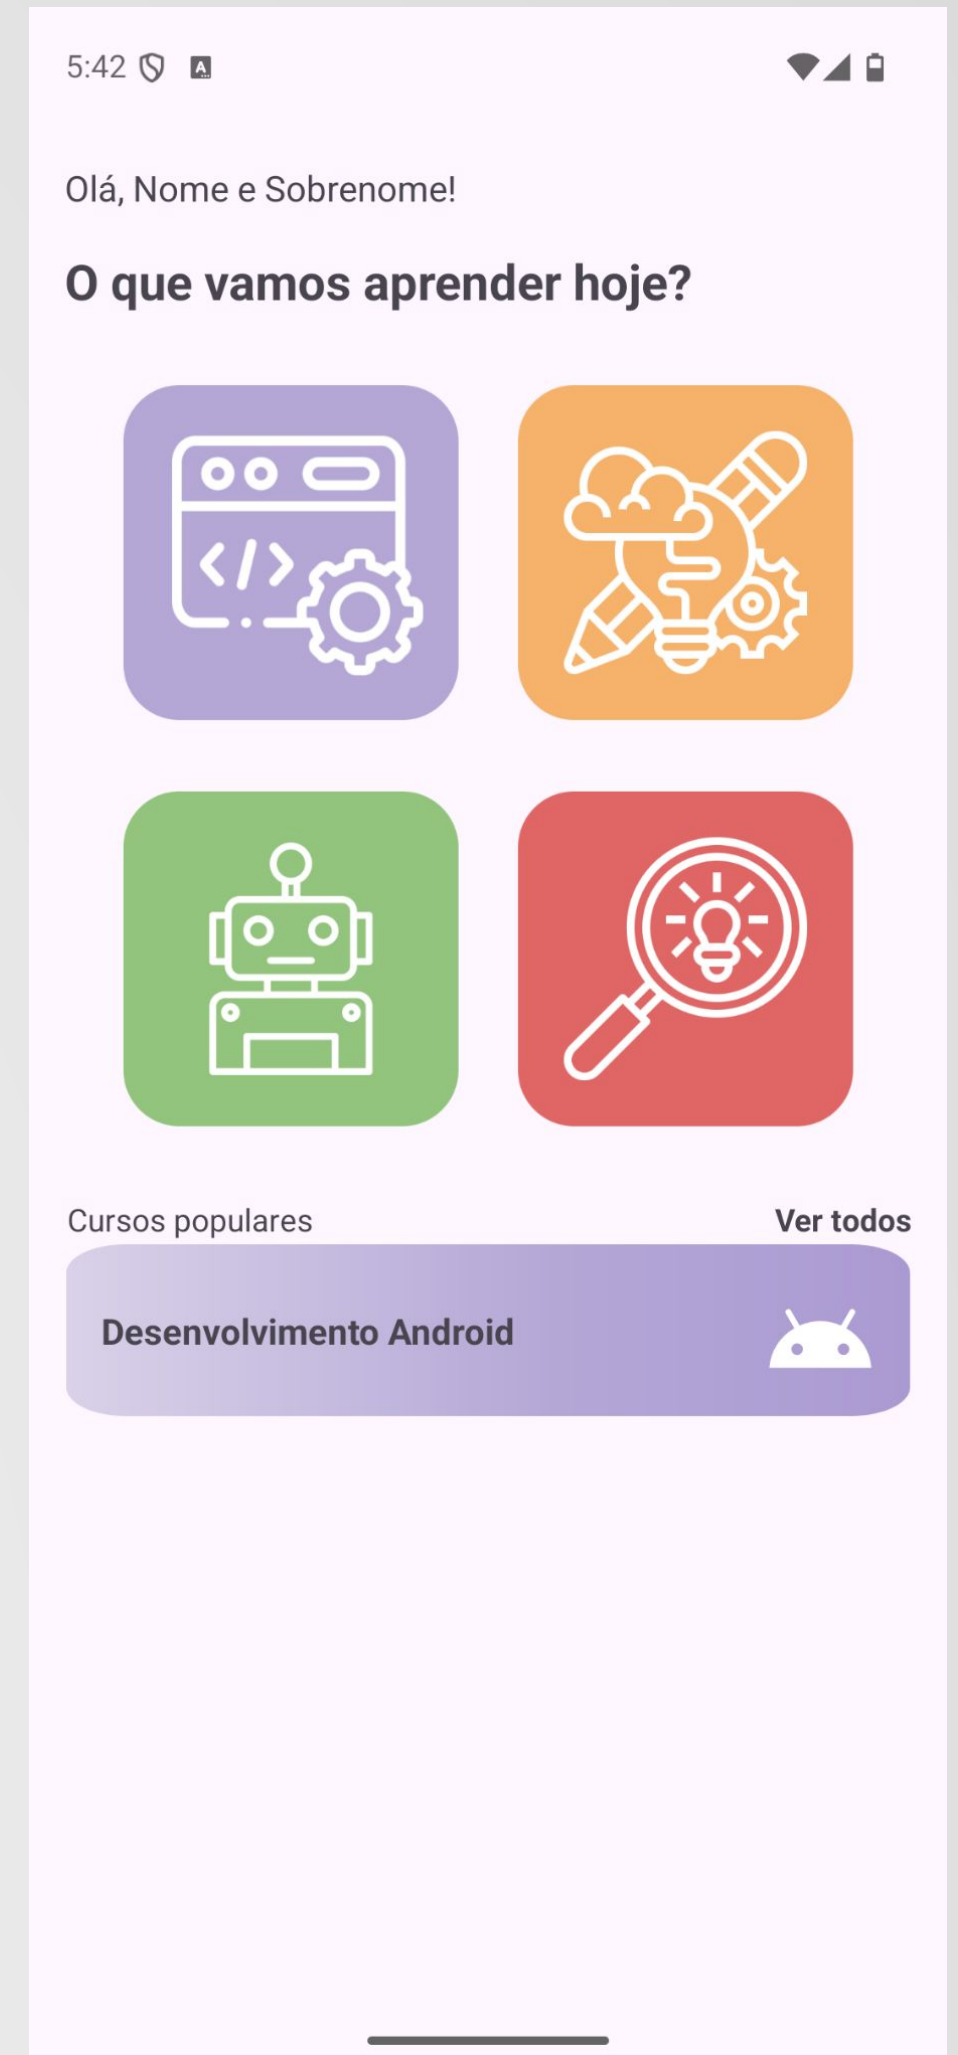 5:42
Olá, Nome e Sobrenome!
O que vamos aprender hoje?
</>
Cursos populares
Ver todos
Desenvolvimento Android